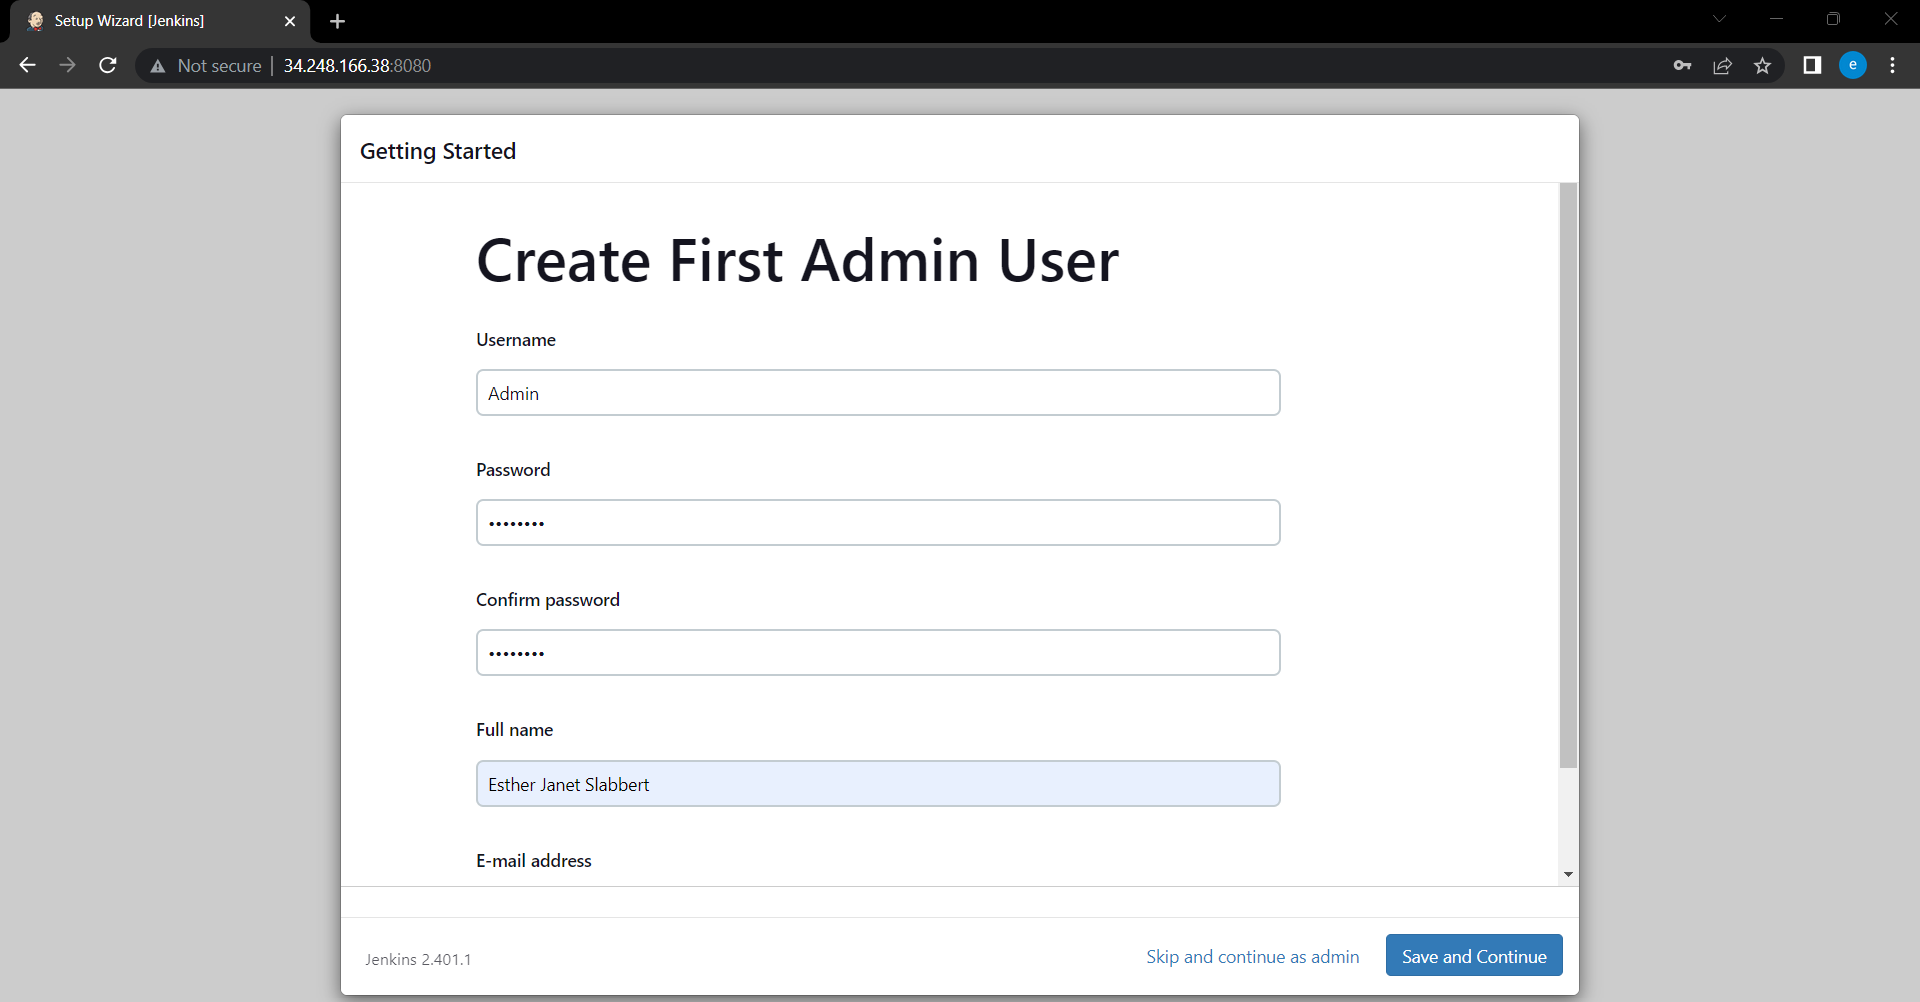 Setup Wizard [Jenkins]
Not secure | 34.248.166.38:8080
e
Getting Started
Create First Admin User
Username
Admin
Password
••••••••
Confirm password
••••••••
Full name
Esther Janet Slabbert
E-mail address
Jenkins 2.401.1
Skip and continue as admin
Save and Continue